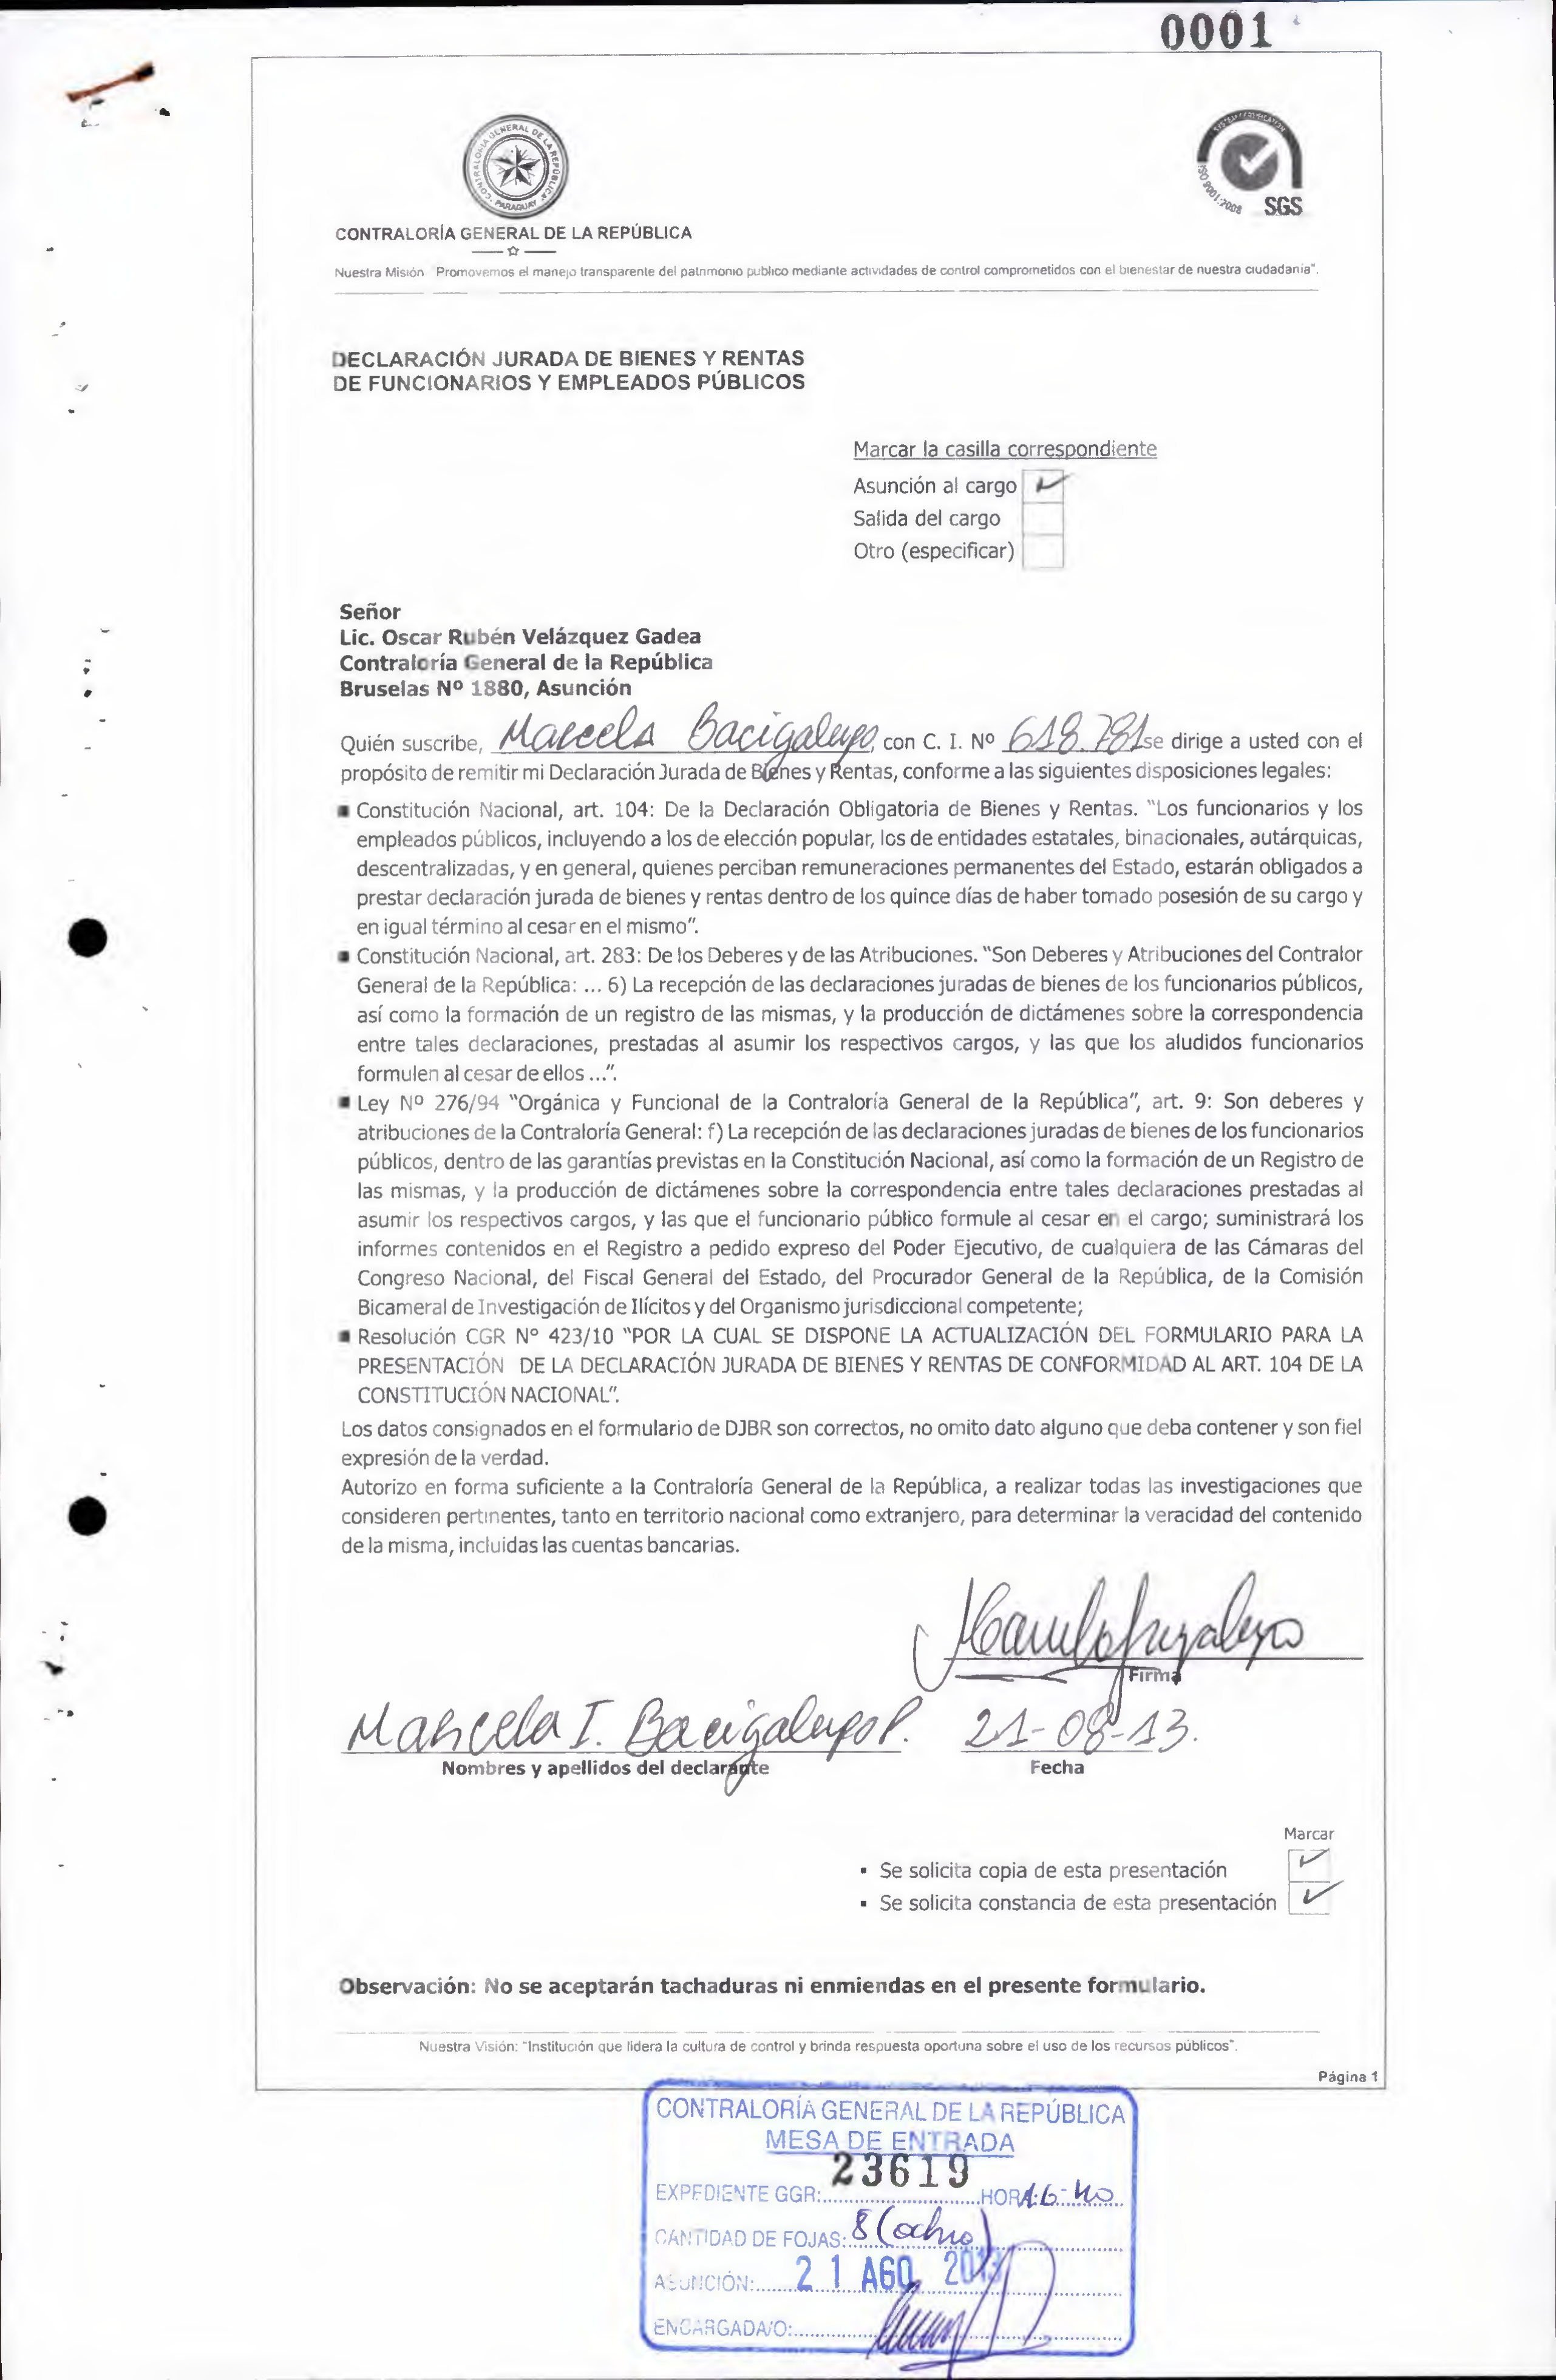 0001
CONTRALORÍA GENERAL DE LA REPÚBLICA
PARAGUAY
SYSTEM CERTIFICATION
ISO 9001:2008
SGS
CONTRALORÍA GENERAL DE LA REPÚBLICA
Nuestra Misión "Promovemos el manejo transparente del patrimonio publico mediante actividades de control comprometidos con el bienestar de nuestra ciudadanía".
DECLARACIÓN JURADA DE BIENES Y RENTAS
DE FUNCIONARIOS Y EMPLEADOS PÚBLICOS
Marcar la casilla correspondiente
Asunción al cargo ✓
Salida del cargo
Otro (especificar)
Señor
Lic. Oscar Rubén Velázquez Gadea
Contraloría General de la República
Bruselas Nº 1880, Asunción
Quién suscribe, Marcela Bacigalupo, con C. I. Nº 618.781 se dirige a usted con el
propósito de remitir mi Declaración Jurada de Bienes y Rentas, conforme a las siguientes disposiciones legales:
▪ Constitución Nacional, art. 104: De la Declaración Obligatoria de Bienes y Rentas. "Los funcionarios y los
empleados públicos, incluyendo a los de elección popular, los de entidades estatales, binacionales, autárquicas,
descentralizadas, y en general, quienes perciban remuneraciones permanentes del Estado, estarán obligados a
prestar declaración jurada de bienes y rentas dentro de los quince días de haber tomado posesión de su cargo y
en igual término al cesar en el mismo".
▪ Constitución Nacional, art. 283: De los Deberes y de las Atribuciones. "Son Deberes y Atribuciones del Contralor
General de la República: ... 6) La recepción de las declaraciones juradas de bienes de los funcionarios públicos,
así como la formación de un registro de las mismas, y la producción de dictámenes sobre la correspondencia
entre tales declaraciones, prestadas al asumir los respectivos cargos, y las que los aludidos funcionarios
formulen al cesar de ellos ...".
▪ Ley Nº 276/94 "Orgánica y Funcional de la Contraloría General de la República", art. 9: Son deberes y
atribuciones de la Contraloría General: f) La recepción de las declaraciones juradas de bienes de los funcionarios
públicos, dentro de las garantías previstas en la Constitución Nacional, así como la formación de un Registro de
las mismas, y la producción de dictámenes sobre la correspondencia entre tales declaraciones prestadas al
asumir los respectivos cargos, y las que el funcionario público formule al cesar en el cargo; suministrará los
informes contenidos en el Registro a pedido expreso del Poder Ejecutivo, de cualquiera de las Cámaras del
Congreso Nacional, del Fiscal General del Estado, del Procurador General de la República, de la Comisión
Bicameral de Investigación de Ilícitos y del Organismo jurisdiccional competente;
▪ Resolución CGR N° 423/10 "POR LA CUAL SE DISPONE LA ACTUALIZACIÓN DEL FORMULARIO PARA LA
PRESENTACIÓN DE LA DECLARACIÓN JURADA DE BIENES Y RENTAS DE CONFORMIDAD AL ART. 104 DE LA
CONSTITUCIÓN NACIONAL".
Los datos consignados en el formulario de DJBR son correctos, no omito dato alguno que deba contener y son fiel
expresión de la verdad.
Autorizo en forma suficiente a la Contraloría General de la República, a realizar todas las investigaciones que
consideren pertinentes, tanto en territorio nacional como extranjero, para determinar la veracidad del contenido
de la misma, incluidas las cuentas bancarias.
Firma
Marcela I. Bacigalupo P. 21-08-13.
Nombres y apellidos del declarante Fecha
Marcar
▪ Se solicita copia de esta presentación ✓
▪ Se solicita constancia de esta presentación ✓
Observación: No se aceptarán tachaduras ni enmiendas en el presente formulario.
Nuestra Visión: "Institución que lidera la cultura de control y brinda respuesta oportuna sobre el uso de los recursos públicos".
Página 1
CONTRALORÍA GENERAL DE LA REPÚBLICA
MESA DE ENTRADA
23619
EXPEDIENTE GGR: HORA: 16-40
CANTIDAD DE FOJAS: 8 (ocho)
ASUNCIÓN: 21 AGO. 2013
ENCARGADA/O: